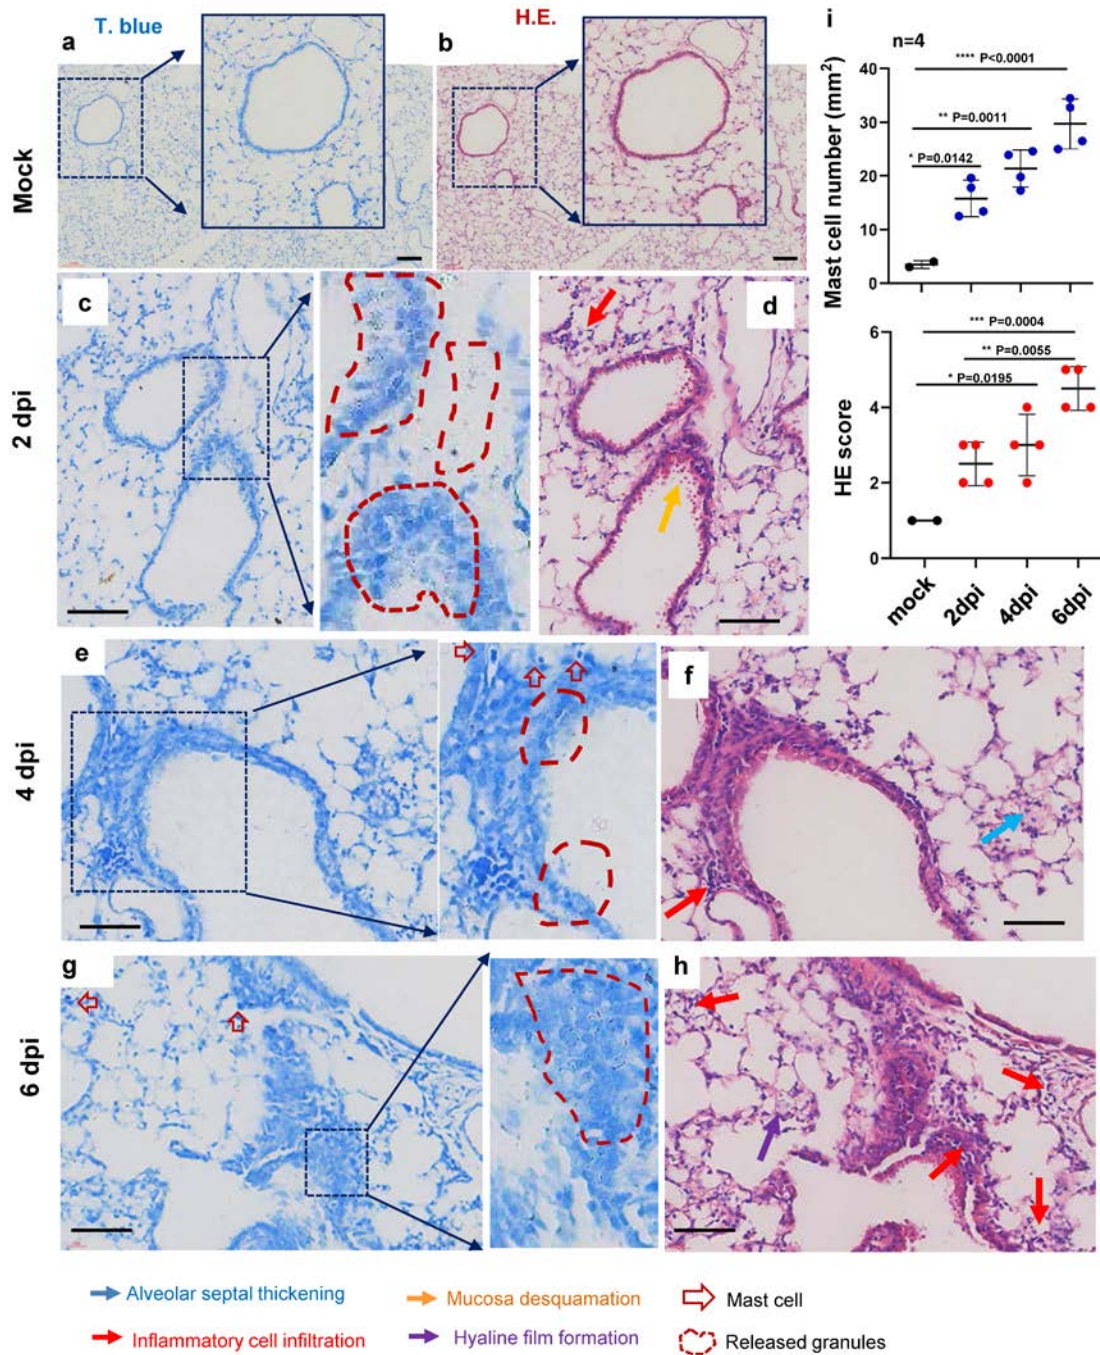 T. blue
H.E.
a
b
Mock
c
d
2 dpi
e
f
4 dpi
g
h
6 dpi
i
n=4
**** P<0.0001
** P=0.0011
* P=0.0142
Mast cell number (mm²)
40
30
20
10
0
*** P=0.0004
** P=0.0055
* P=0.0195
HE score
6
4
2
0
mock
2dpi
4dpi
6dpi
Alveolar septal thickening
Mucosa desquamation
Mast cell
Inflammatory cell infiltration
Hyaline film formation
Released granules